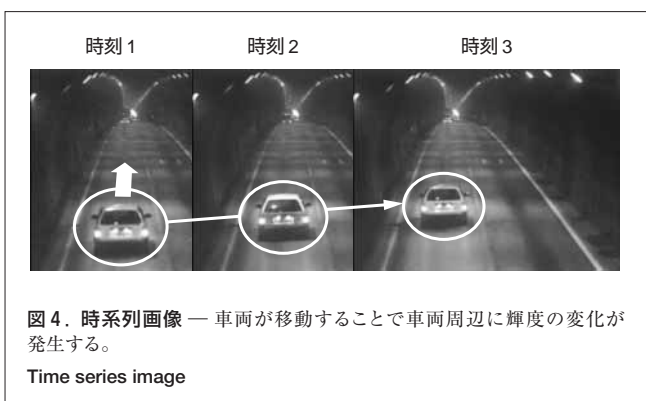 時刻 1 時刻 2 時刻 3
図 4. 時系列画像 — 車両が移動することで車両周辺に輝度の変化が
発生する。
Time series image